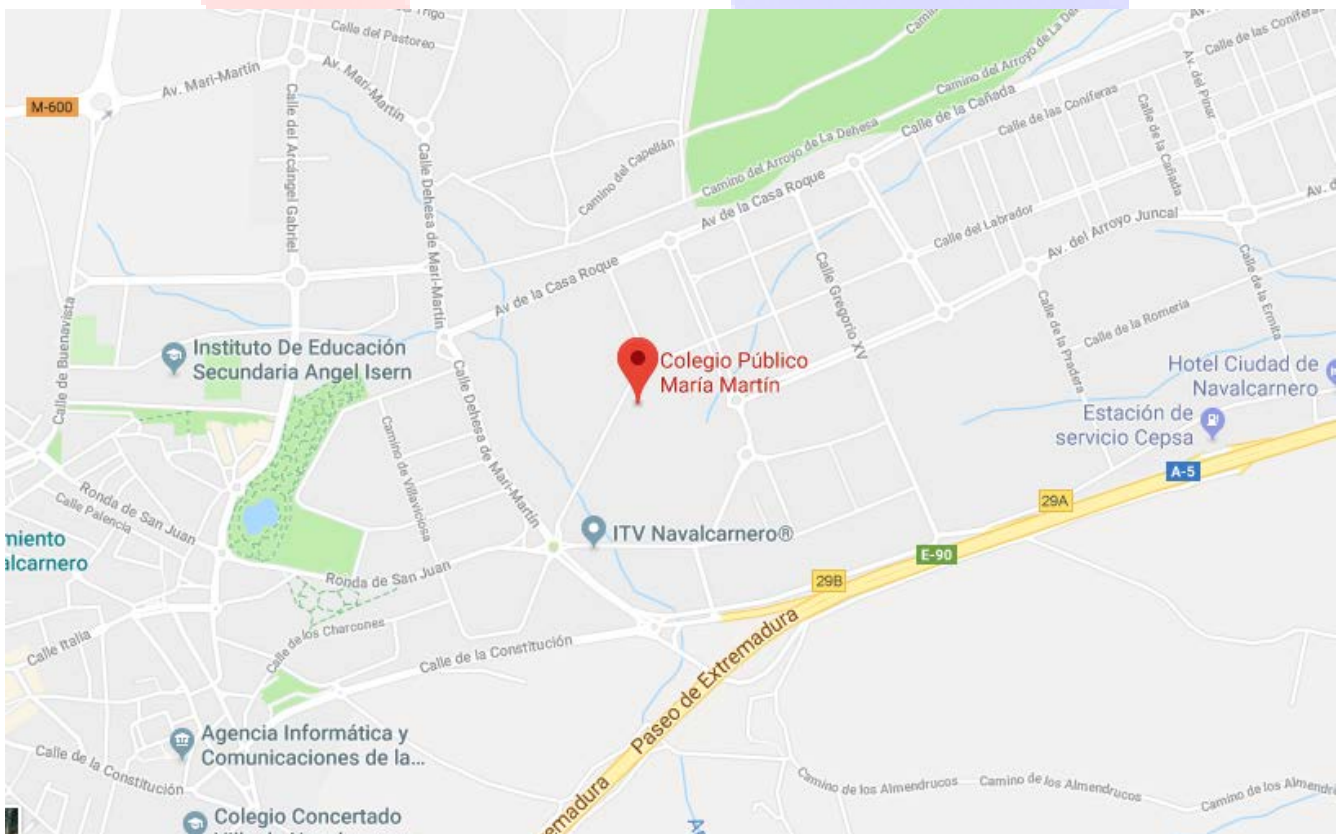 Trigo
Calle del Pastoreo
Av. Mari-Martín
Av. Mari-Martín
M-600
Calle del Arcángel Gabriel
Calle Dehesa de Mari-Martín
Camino del Capellán
Camino del Arroyo de La Dehesa
Camino del Arroyo de La
Calle de la Cañada
Calle de las Coníferas
Calle de las Coníferas
Av. del Pinar
Calle de la Cañada
Av de la Casa Roque
Av de la Casa Roque
Calle del Labrador
Av. del Arroyo Juncal
Calle Gregorio XV
Calle de la Pradera
Calle de la Romeria
Calle de la Ermita
Calle de Buenavista
Instituto De Educación
Secundaria Angel Isern
Colegio Público
María Martín
Hotel Ciudad de
Navalcarnero
Estación de
servicio Cepsa
A-5
29A
E-90
29B
Calle Dehesa de Mari-Martín
Camino de Villaviciosa
Ronda de San Juan
Calle Palencia
miento
alcarnero
ITV Navalcarnero®
Ronda de San Juan
Calle de los Charcones
Calle Italia
Calle de la Constitución
Paseo de Extremadura
Agencia Informática y
Comunicaciones de la...
Calle de la Constitución
Camino de los Almendrucos
Camino de los Almendrucos
Camino de los Almendru
Colegio Concertado
emadura